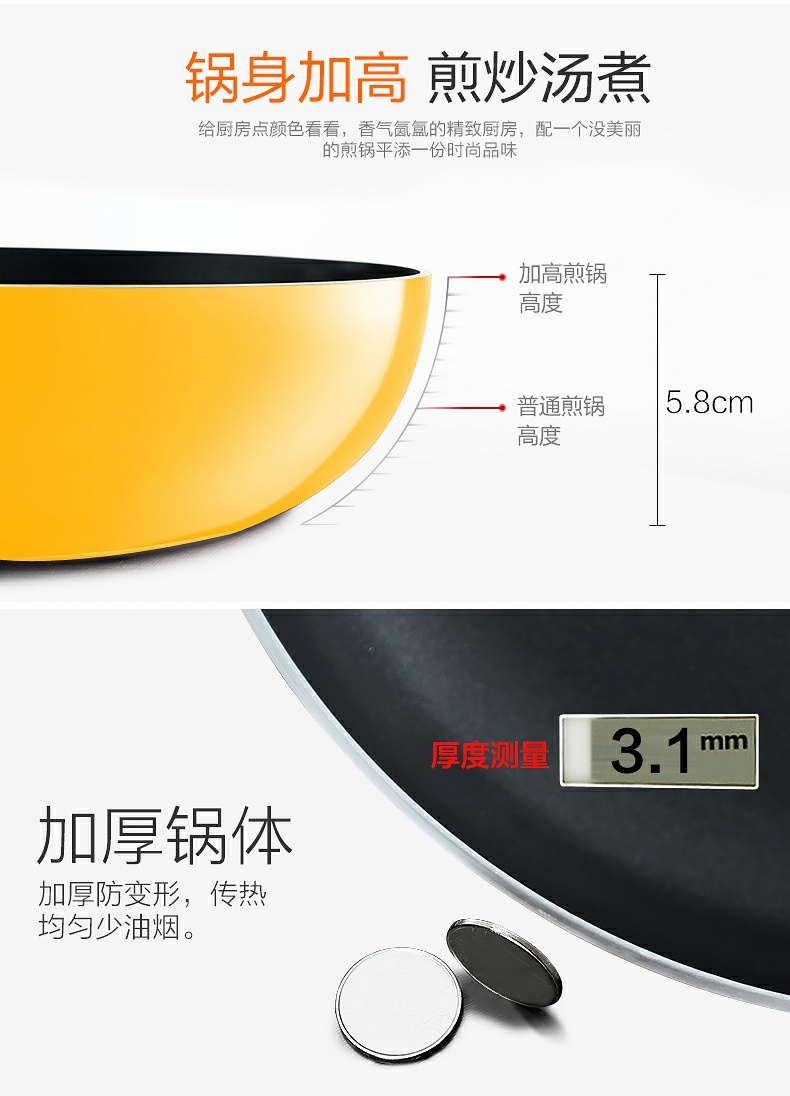 锅身加高 煎炒汤煮
给厨房点颜色看看，香气氤氲的精致厨房，配一个没美丽
的煎锅平添一份时尚品味
加高煎锅
高度
普通煎锅
高度
5.8cm
厚度测量 3.1mm
加厚锅体
加厚防变形，传热
均匀少油烟。